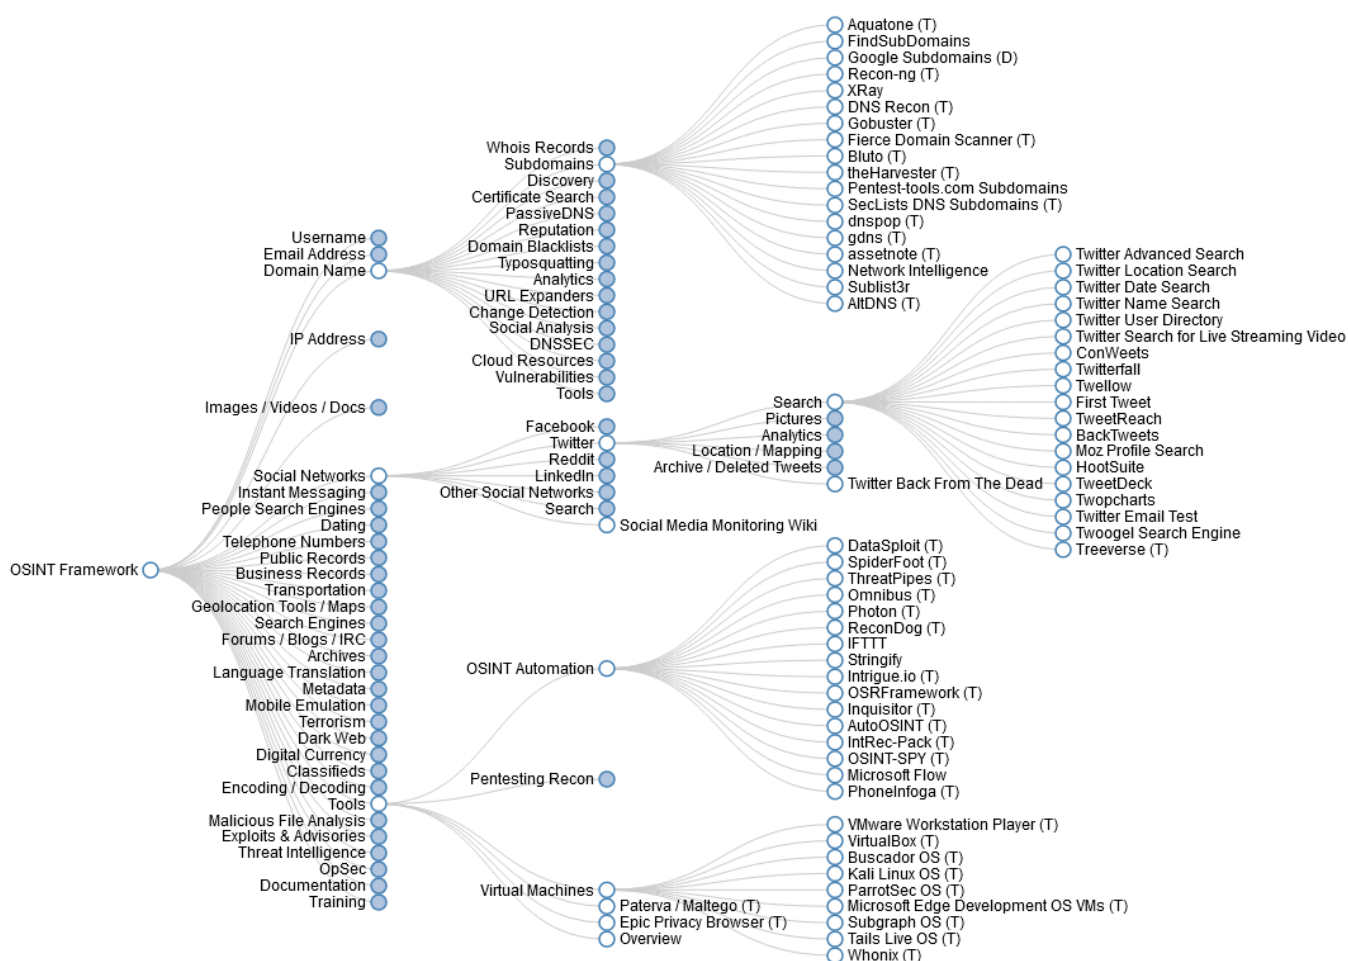 OSINT Framework
Username
Email Address
Domain Name
IP Address
Images / Videos / Docs
Social Networks
Instant Messaging
People Search Engines
Dating
Telephone Numbers
Public Records
Business Records
Transportation
Geolocation Tools / Maps
Search Engines
Forums / Blogs / IRC
Archives
Language Translation
Metadata
Mobile Emulation
Terrorism
Dark Web
Digital Currency
Classifieds
Encoding / Decoding
Tools
Malicious File Analysis
Exploits & Advisories
Threat Intelligence
OpSec
Documentation
Training
Whois Records
Subdomains
Discovery
Certificate Search
PassiveDNS
Reputation
Domain Blacklists
Typosquatting
Analytics
URL Expanders
Change Detection
Social Analysis
DNSSEC
Cloud Resources
Vulnerabilities
Tools
Facebook
Twitter
Reddit
LinkedIn
Other Social Networks
Search
Social Media Monitoring Wiki
OSINT Automation
Pentesting Recon
Virtual Machines
Paterva / Maltego (T)
Epic Privacy Browser (T)
Overview
Aquatone (T)
FindSubDomains
Google Subdomains (D)
Recon-ng (T)
XRay
DNS Recon (T)
Gobuster (T)
Fierce Domain Scanner (T)
Bluto (T)
theHarvester (T)
Pentest-tools.com Subdomains
SecLists DNS Subdomains (T)
dnspop (T)
gdns (T)
assetnote (T)
Network Intelligence
Sublist3r
AltDNS (T)
Search
Pictures
Analytics
Location / Mapping
Archive / Deleted Tweets
Twitter Back From The Dead
DataSploit (T)
SpiderFoot (T)
ThreatPipes (T)
Omnibus (T)
Photon (T)
ReconDog (T)
IFTTT
Stringify
Intrigue.io (T)
OSRFramework (T)
Inquisitor (T)
AutoOSINT (T)
IntRec-Pack (T)
OSINT-SPY (T)
Microsoft Flow
PhoneInfoga (T)
VMware Workstation Player (T)
VirtualBox (T)
Buscador OS (T)
Kali Linux OS (T)
ParrotSec OS (T)
Microsoft Edge Development OS VMs (T)
Subgraph OS (T)
Tails Live OS (T)
Whonix (T)
Twitter Advanced Search
Twitter Location Search
Twitter Date Search
Twitter Name Search
Twitter User Directory
Twitter Search for Live Streaming Video
ConWeets
Twitterfall
Twellow
First Tweet
TweetReach
BackTweets
Moz Profile Search
HootSuite
TweetDeck
Twopcharts
Twitter Email Test
Twoogel Search Engine
Treeverse (T)